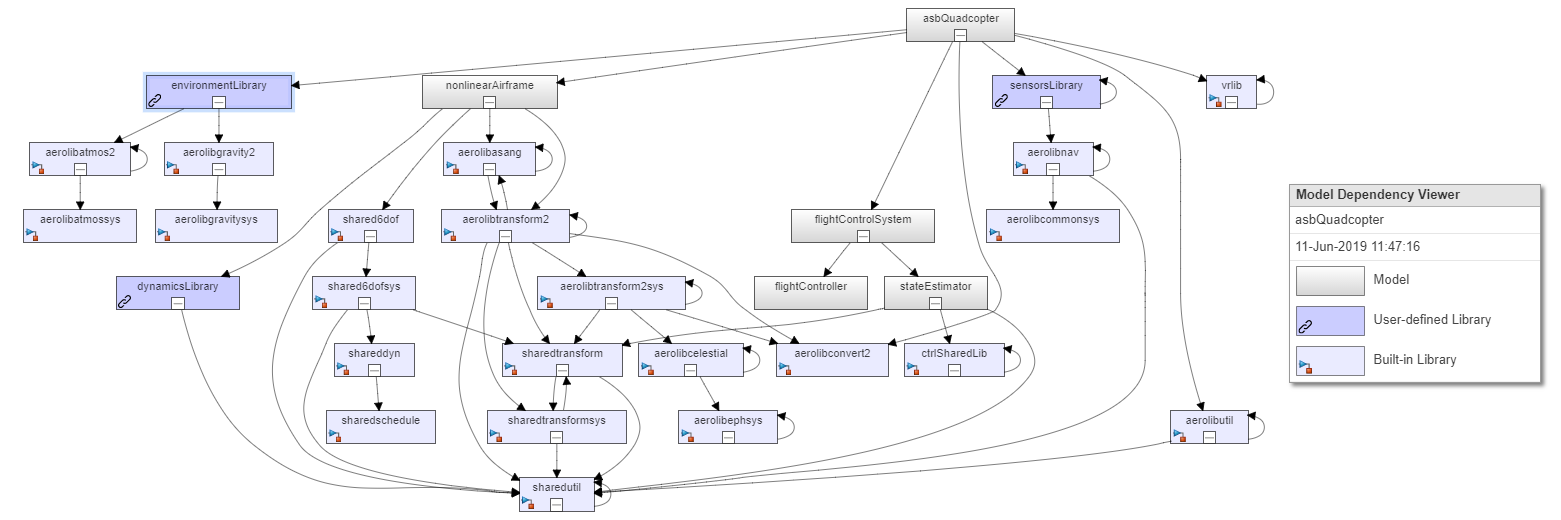 asbQuadcopter
environmentLibrary
nonlinearAirframe
sensorsLibrary
vrlib
aerolibatmos2
aerolibgravity2
aerolibasang
aerolibnav
aerolibatmossys
aerolibgravitysys
shared6dof
aerolibtransform2
flightControlSystem
aerolibcommonsys
dynamicsLibrary
shared6dofsys
aerolibtransform2sys
flightController
stateEstimator
shareddyn
sharedtransform
aerolibcelestial
aerolibconvert2
ctrlSharedLib
sharedschedule
sharedtransformsys
aerolibephsys
aerolibutil
sharedutil
Model Dependency Viewer
asbQuadcopter
11-Jun-2019 11:47:16
Model
User-defined Library
Built-in Library